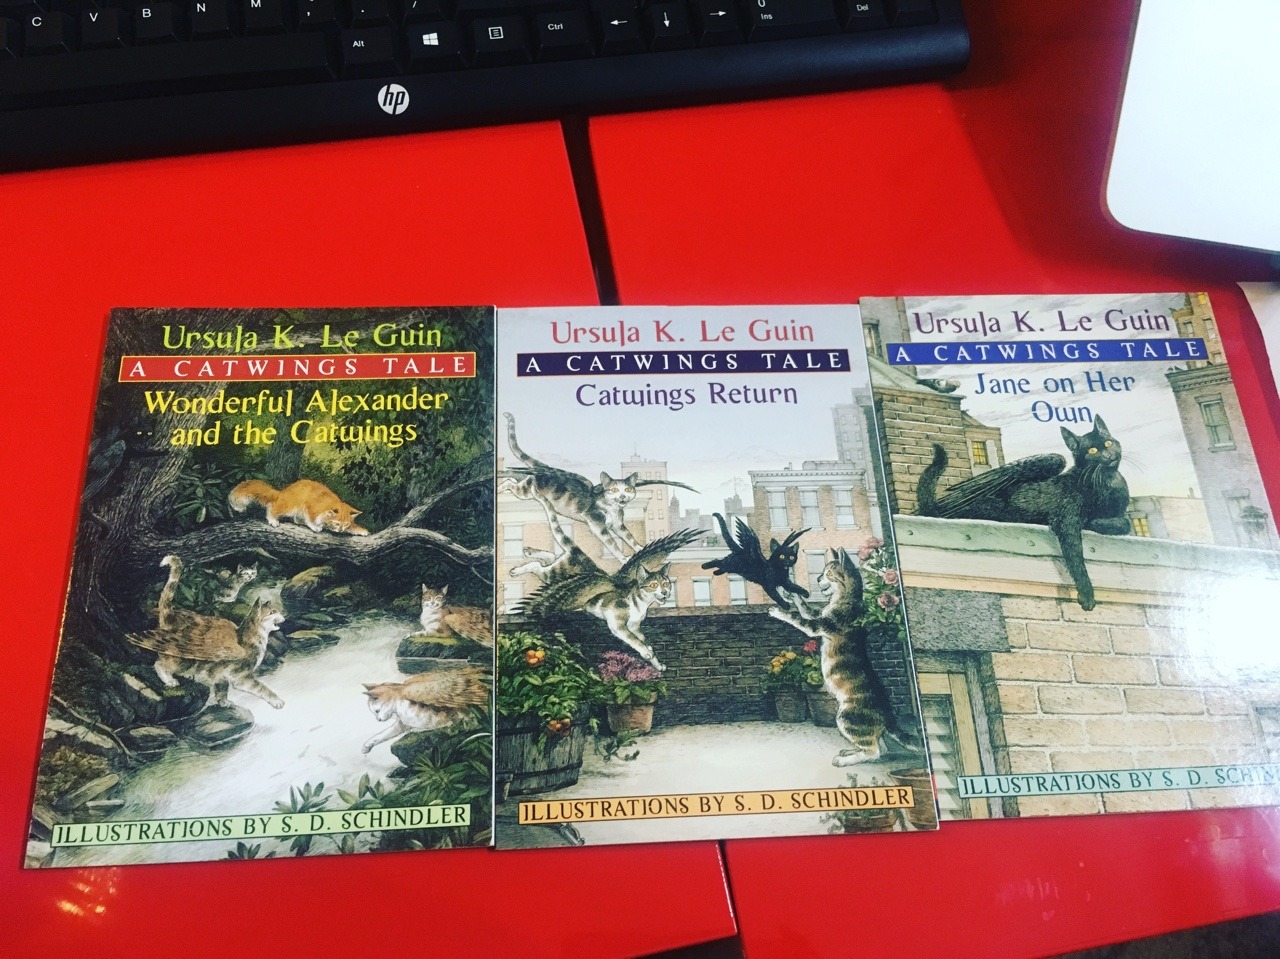 C V B N M , .
Alt
Ctrl
←
↓
→
0
Ins
Del
hp
Ursula K. Le Guin
A CATWINGS TALE
Wonderful Alexander
and the Catwings
ILLUSTRATIONS BY S. D. SCHINDLER
Ursula K. Le Guin
A CATWINGS TALE
Catwings Return
ILLUSTRATIONS BY S. D. SCHINDLER
Ursula K. Le Guin
A CATWINGS TALE
Jane on Her
Own
ILLUSTRATIONS BY S. D.